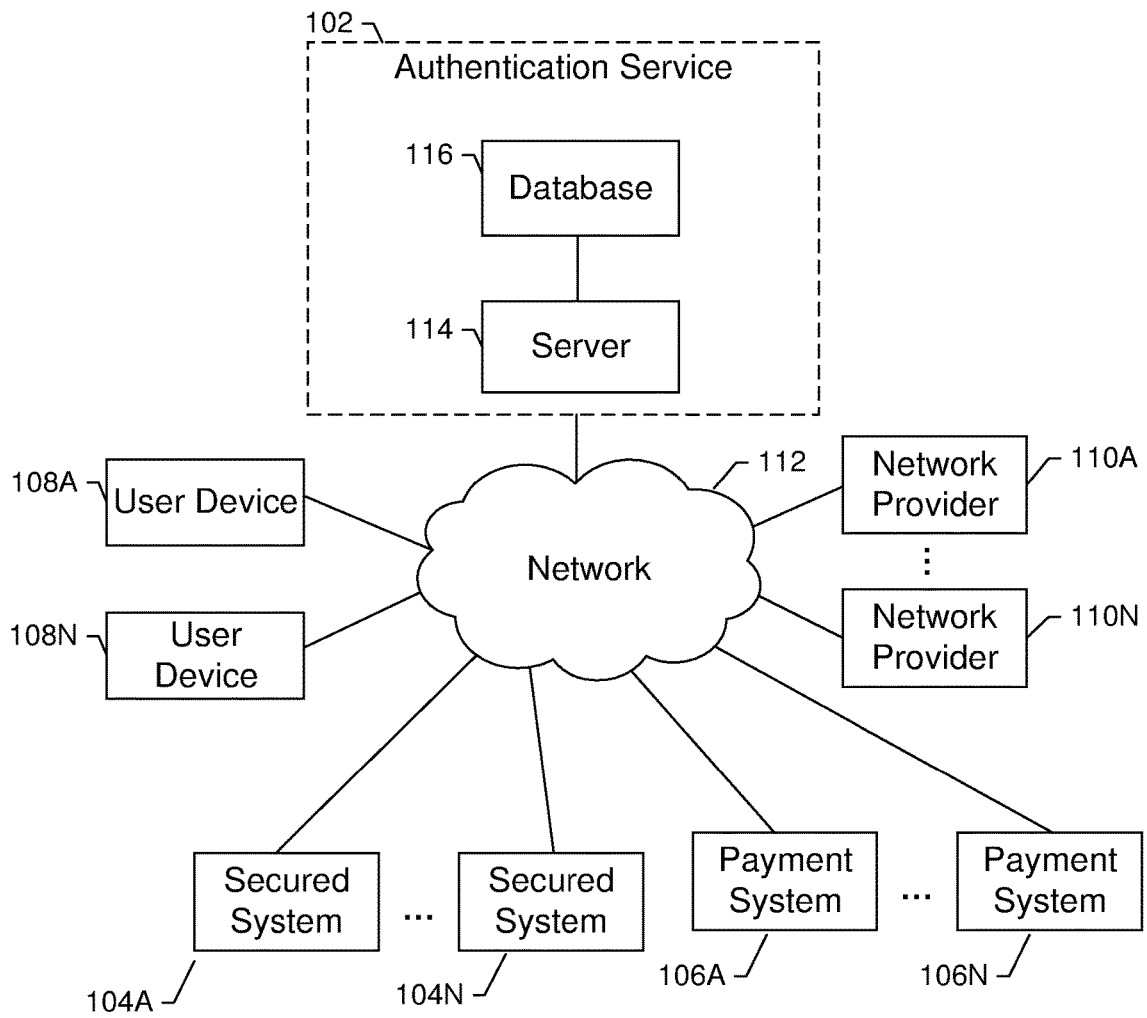 102
Authentication Service
116
Database
114
Server
112
108A
User Device
Network
Provider
110A
Network
108N
User
Device
Network
Provider
110N
Secured
System
...
Secured
System
Payment
System
...
Payment
System
104A
104N
106A
106N